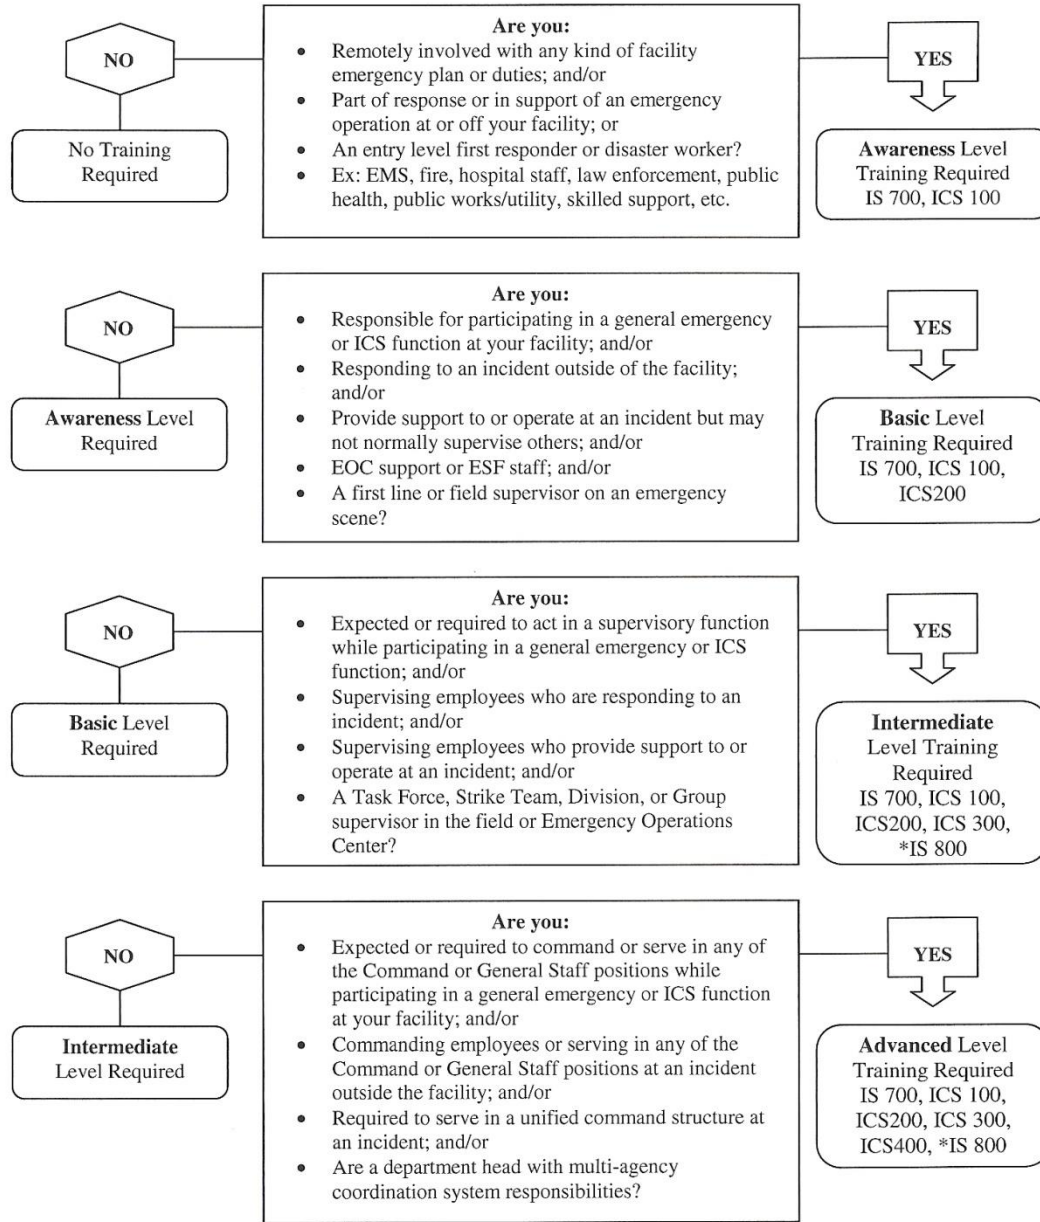 NO
Are you:
• Remotely involved with any kind of facility
emergency plan or duties; and/or
• Part of response or in support of an emergency
operation at or off your facility; or
• An entry level first responder or disaster worker?
• Ex: EMS, fire, hospital staff, law enforcement, public
health, public works/utility, skilled support, etc.
YES
No Training
Required
Awareness Level
Training Required
IS 700, ICS 100
NO
Are you:
• Responsible for participating in a general emergency
or ICS function at your facility; and/or
• Responding to an incident outside of the facility;
and/or
• Provide support to or operate at an incident but may
not normally supervise others; and/or
• EOC support or ESF staff; and/or
• A first line or field supervisor on an emergency
scene?
YES
Awareness Level
Required
Basic Level
Training Required
IS 700, ICS 100,
ICS200
NO
Are you:
• Expected or required to act in a supervisory function
while participating in a general emergency or ICS
function; and/or
• Supervising employees who are responding to an
incident; and/or
• Supervising employees who provide support to or
operate at an incident; and/or
• A Task Force, Strike Team, Division, or Group
supervisor in the field or Emergency Operations
Center?
YES
Basic Level
Required
Intermediate
Level Training
Required
IS 700, ICS 100,
ICS200, ICS 300,
*IS 800
NO
Are you:
• Expected or required to command or serve in any of
the Command or General Staff positions while
participating in a general emergency or ICS function
at your facility; and/or
• Commanding employees or serving in any of the
Command or General Staff positions at an incident
outside the facility; and/or
• Required to serve in a unified command structure at
an incident; and/or
• Are a department head with multi-agency
coordination system responsibilities?
YES
Intermediate
Level Required
Advanced Level
Training Required
IS 700, ICS 100,
ICS200, ICS 300,
ICS400, *IS 800